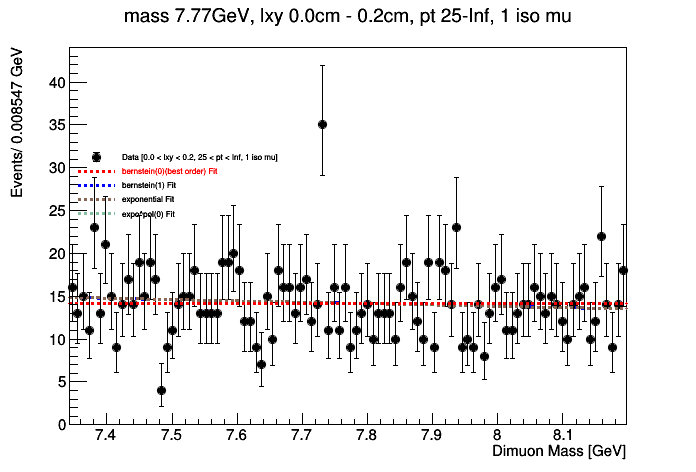 mass 7.77GeV, lxy 0.0cm - 0.2cm, pt 25-Inf, 1 iso mu
Events/ 0.008547 GeV
40
35
30
25
20
15
10
5
0
Data [0.0 < lxy < 0.2, 25 < pt < Inf, 1 iso mu]
bernstein(0)(best order) Fit
bernstein(1) Fit
exponential Fit
expo*pol(0) Fit
7.4 7.5 7.6 7.7 7.8 7.9 8 8.1
Dimuon Mass [GeV]